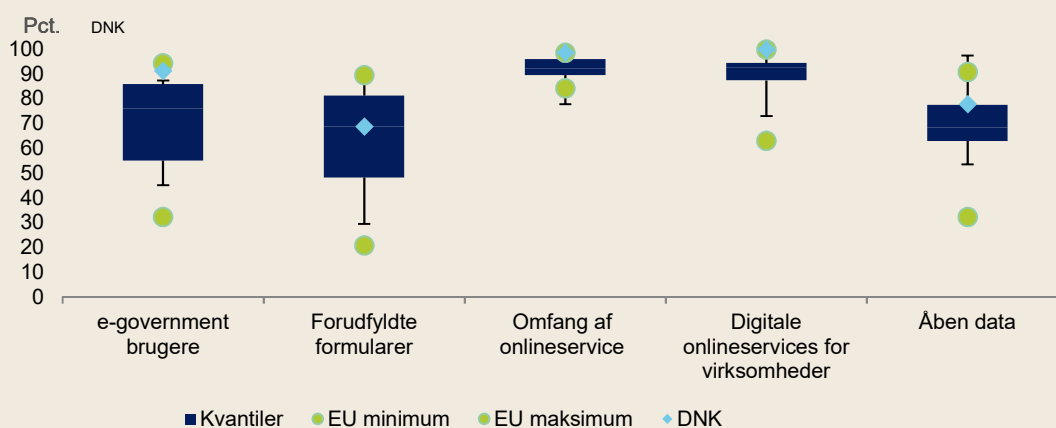 Pct. DNK
100
90
80
70
60
50
40
30
20
10
0
e-government
brugere
Forudfyldte
formularer
Omfang af
onlineservice
Digitale
onlineservices for
virksomheder
Åben data
Kvantiler EU minimum EU maksimum DNK